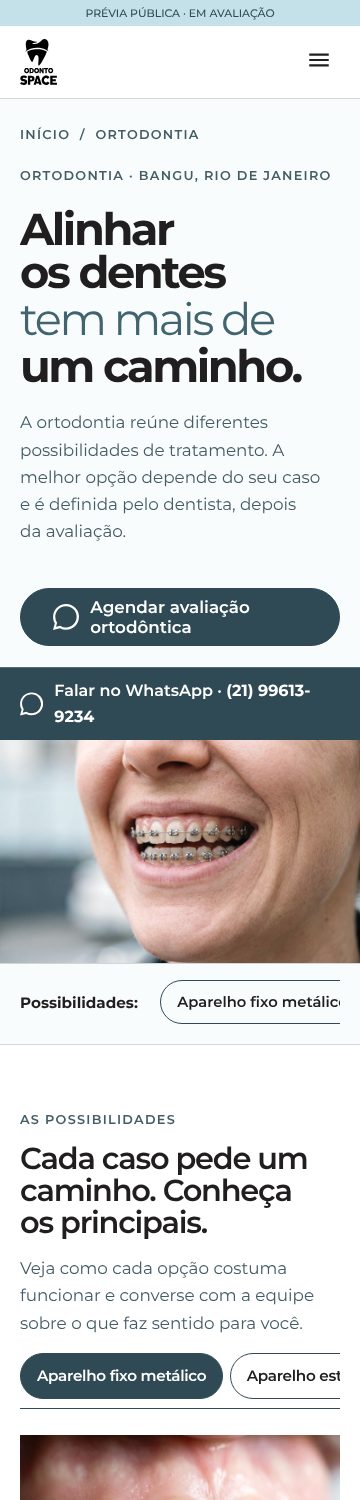 PRÉVIA PÚBLICA · EM AVALIAÇÃO
ODONTO
SPACE
INÍCIO / ORTODONTIA
ORTODONTIA · BANGU, RIO DE JANEIRO
Alinhar
os dentes
tem mais de
um caminho.
A ortodontia reúne diferentes
possibilidades de tratamento. A
melhor opção depende do seu caso
e é definida pelo dentista, depois
da avaliação.
Agendar avaliação
ortodôntica
Falar no WhatsApp · (21) 99613-
9234
Possibilidades: Aparelho fixo metálic
AS POSSIBILIDADES
Cada caso pede um
caminho. Conheça
os principais.
Veja como cada opção costuma
funcionar e converse com a equipe
sobre o que faz sentido para você.
Aparelho fixo metálico Aparelho est